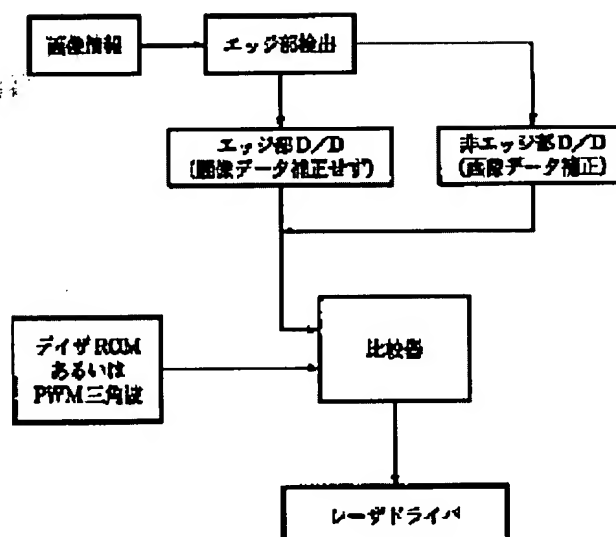 画像情報
エッジ部検出
エッジ部D/D
(画像データ補正せず)
非エッジ部D/D
(画像データ補正)
デイザROM
あるいは
PWM三角波
比較器
レーザドライバ